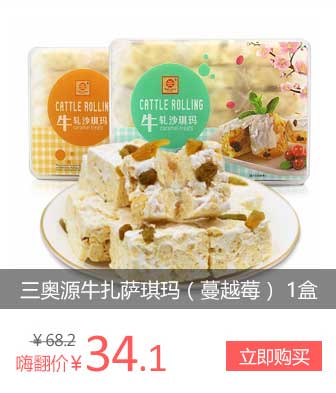 CATTLE ROLLING
牛轧沙琪玛
caramel treats
CATTLE ROLLING
牛轧沙琪玛
caramel treats
三奥源牛扎萨琪玛（蔓越莓） 1盒
￥68.2
嗨翻价￥34.1
立即购买